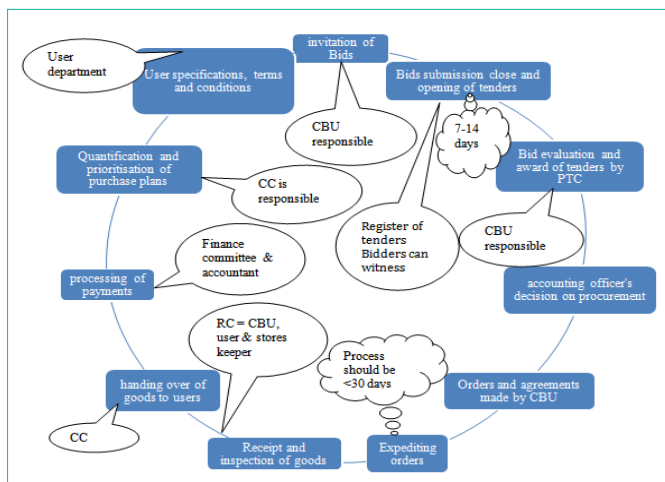 invitation of
Bids
User
department
User specifications, terms
and conditions
Bids submission close and
opening of tenders
CBU
responsible
7-14
days
Quantification and
prioritisation of
purchase plans
Bid evaluation and
award of tenders by
PTC
CC is
responsible
Register of
tenders
Bidders can
witness
CBU
responsible
Finance
committee &
accountant
processing of
payments
accounting officer's
decision on procurement
RC = CBU,
user & stores
keeper
Process
should be
<30 days
handing over of
goods to users
Orders and agreements
made by CBU
CC
Receipt and
inspection of goods
Expediting
orders